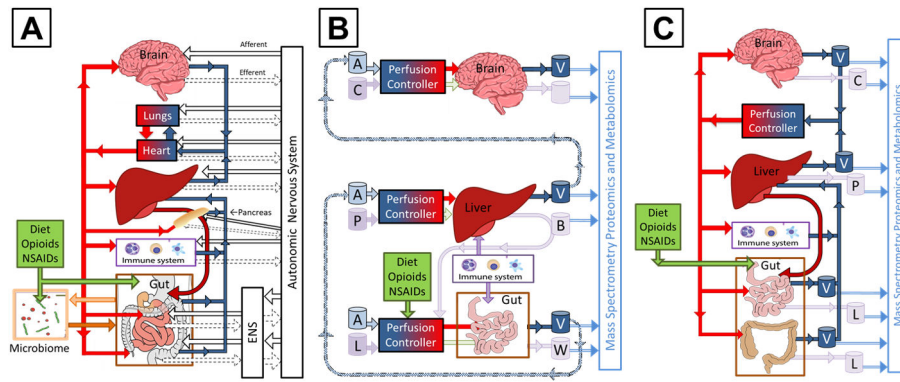 A
Brain
Afferent
Efferent
Lungs
Heart
←Pancreas
Diet
Opioids
NSAIDs
Immune system
Gut
Microbiome
ENS
Autonomic Nervous System
B
A
C
Perfusion
Controller
Brain
V
A
P
Perfusion
Controller
Liver
V
B
Diet
Opioids
NSAIDs
Immune system
Gut
A
L
Perfusion
Controller
V
W
Mass Spectrometry Proteomics and Metabolomics
C
Brain
V
C
Perfusion
Controller
Liver
V
P
Diet
Opioids
NSAIDs
Immune system
Gut
V
L
V
L
Mass Spectrometry Proteomics and Metabolomics